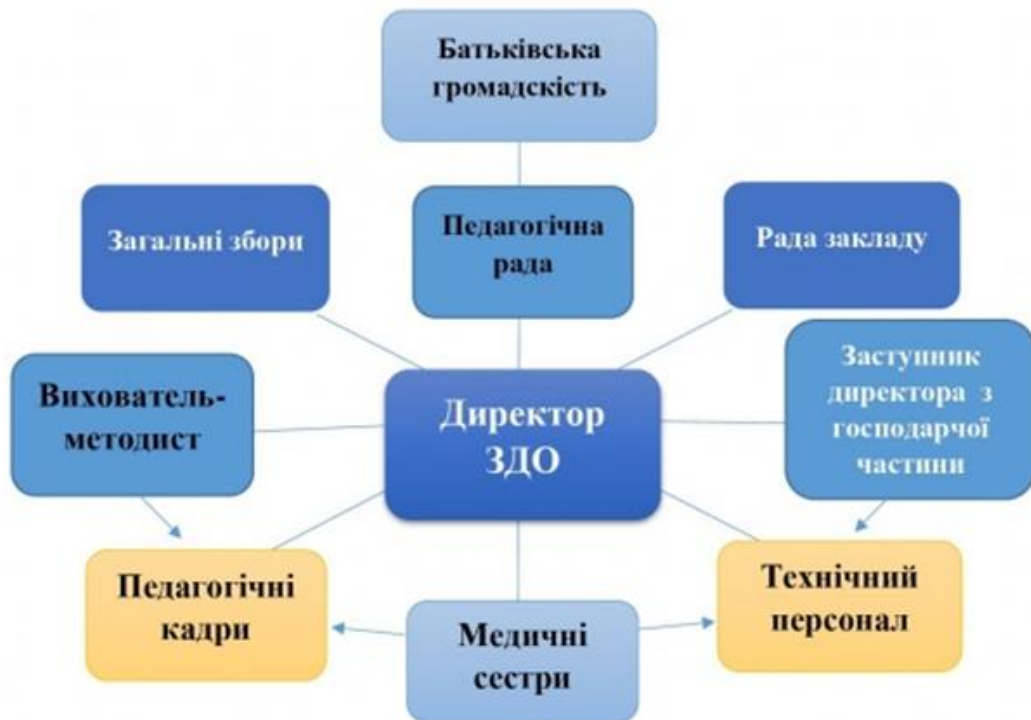 Батьківська
громадскість
Загальні збори
Педагогічна
рада
Рада закладу
Вихователь-
методист
Директор
ЗДО
Заступник
директора з
господарчої
частини
Педагогічні
кадри
Медичні
сестри
Технічний
персонал